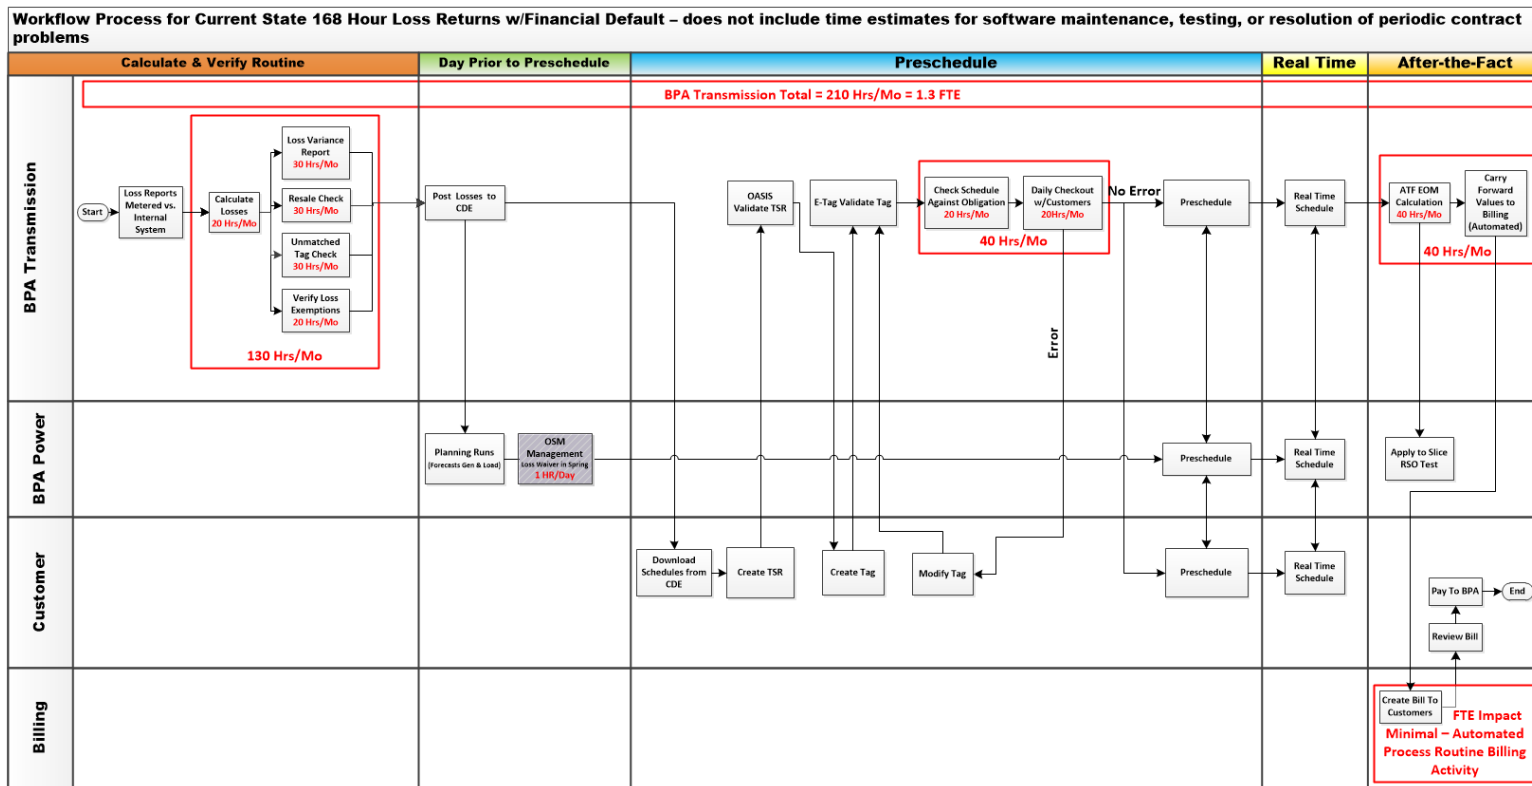 Workflow Process for Current State 168 Hour Loss Returns w/Financial Default – does not include time estimates for software maintenance, testing, or resolution of periodic contract
problems
Calculate & Verify Routine
Day Prior to Preschedule
Preschedule
Real Time
After-the-Fact
BPA Transmission
BPA Transmission Total = 210 Hrs/Mo = 1.3 FTE
Start
Loss Reports
Metered vs.
Internal
System
Calculate
Losses
20 Hrs/Mo
Loss Variance
Report
30 Hrs/Mo
Resale Check
30 Hrs/Mo
Unmatched
Tag Check
30 Hrs/Mo
Verify Loss
Exemptions
20 Hrs/Mo
130 Hrs/Mo
Post Losses to
CDE
OASIS
Validate TSR
E-Tag Validate Tag
Check Schedule
Against Obligation
20 Hrs/Mo
Daily Checkout
w/Customers
20Hrs/Mo
40 Hrs/Mo
No Error
Error
Preschedule
Real Time
Schedule
ATF EOM
Calculation
40 Hrs/Mo
Carry
Forward
Values to
Billing
(Automated)
40 Hrs/Mo
BPA Power
Planning Runs
(Forecasts Gen & Load)
OSM
Management
Loss Waiver in Spring
1 HR/Day
Preschedule
Real Time
Schedule
Apply to Slice
RSO Test
Customer
Download
Schedules from
CDE
Create TSR
Create Tag
Modify Tag
Preschedule
Real Time
Schedule
Pay To BPA
End
Review Bill
Billing
Create Bill To
Customers
FTE Impact
Minimal – Automated
Process Routine Billing
Activity